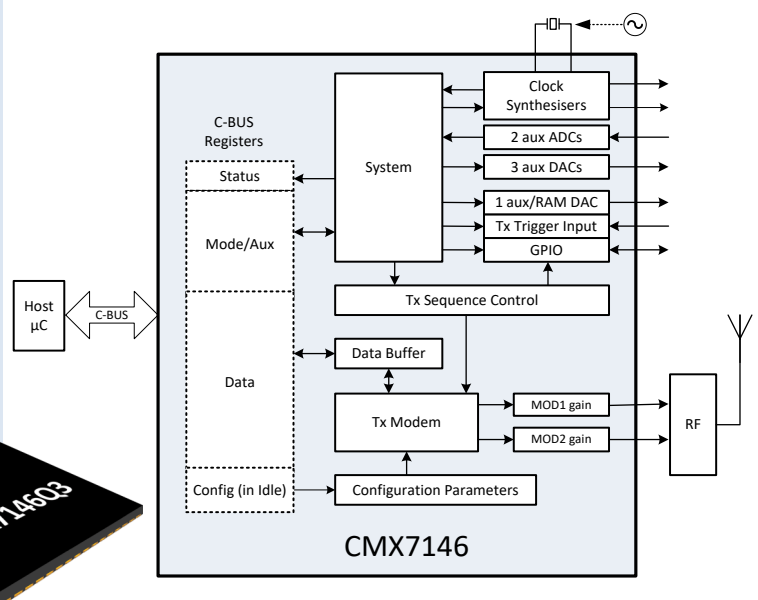 Clock
Synthesisers
C-BUS
Registers
2 aux ADCs
Status
System
3 aux DACs
1 aux/RAM DAC
Mode/Aux
Tx Trigger Input
GPIO
Host
µC
C-BUS
Tx Sequence Control
Data Buffer
Data
Tx Modem
MOD1 gain
MOD2 gain
RF
Config (in Idle)
Configuration Parameters
7146Q3
CMX7146